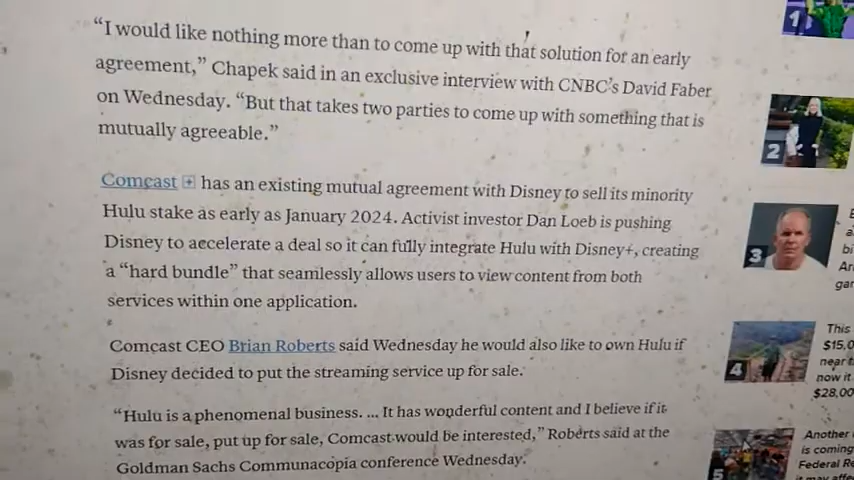 “I would like nothing more than to come up with that solution for an early
agreement,” Chapek said in an exclusive interview with CNBC’s David Faber
on Wednesday. “But that takes two parties to come up with something that is
mutually agreeable.”
Comcast + has an existing mutual agreement with Disney to sell its minority
Hulu stake as early as January 2024. Activist investor Dan Loeb is pushing
Disney to accelerate a deal so it can fully integrate Hulu with Disney+, creating
a “hard bundle” that seamlessly allows users to view content from both
services within one application.
Comcast CEO Brian Roberts said Wednesday he would also like to own Hulu if
Disney decided to put the streaming service up for sale.
“Hulu is a phenomenal business. ... It has wonderful content and I believe if it
was for sale, put up for sale, Comcast would be interested,” Roberts said at the
Goldman Sachs Communacopia conference Wednesday.
1
2
3
4
This
$15,0
near t
now it
$28,00
5
Another
is coming
Federal Re
it may affe